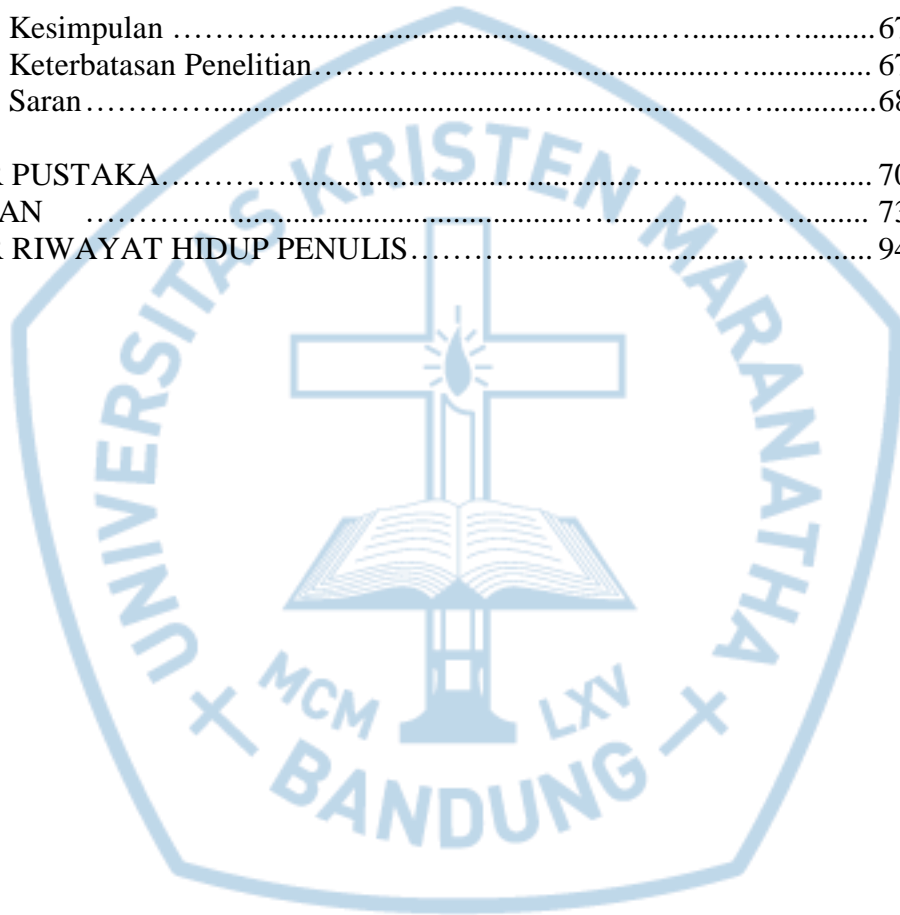 Kesimpulan …………..................................................…...........…..........67
Keterbatasan Penelitian…………...........................................…............... 67
Saran…………...............................................…..........................…..............68
R PUSTAKA…………...............................................…...............…........... 70
AN …………...................................................…..............................…........ 73
R RIWAYAT HIDUP PENULIS…………..............................…............ 94
UNIVERSITAS KRISTEN MARANATHA
MCM LXV
BANDUNG